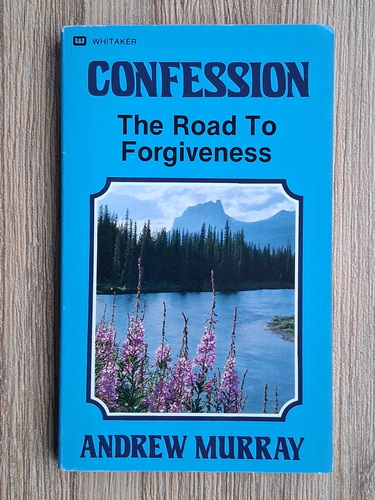 WHITAKER
CONFESSION
The Road To
Forgiveness
ANDREW MURRAY